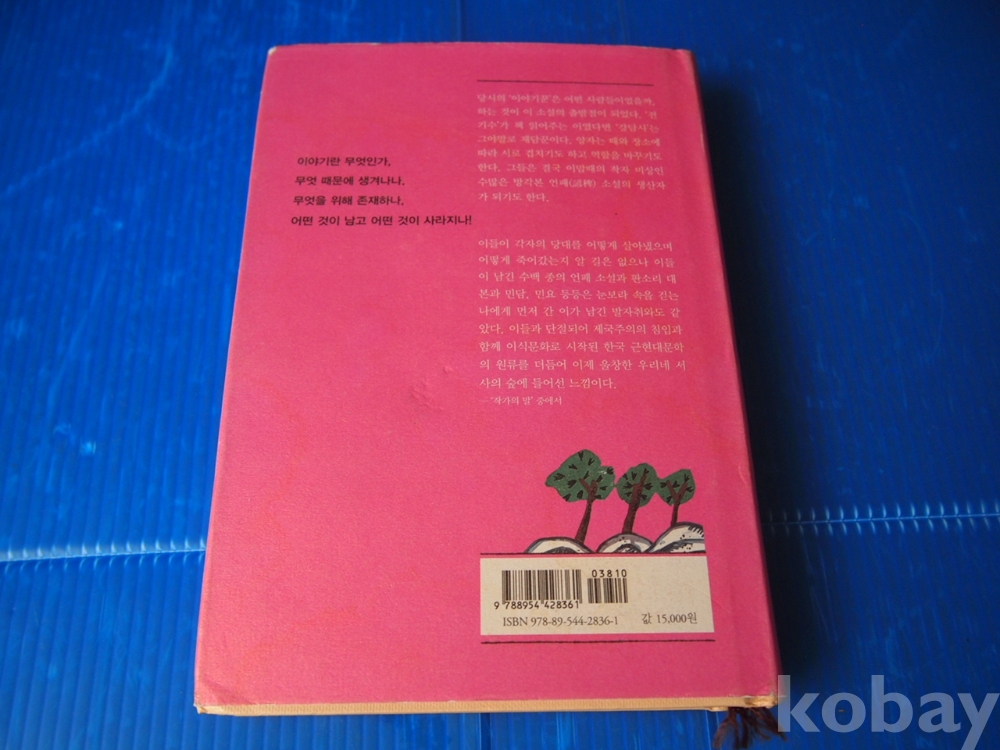 이야기란 무엇인가,
무엇 때문에 생겨나나,
무엇을 위해 존재하나,
어떤 것이 남고 어떤 것이 사라지나!
당시의 '이야기꾼'은 어떤 사람들이었을까,
하는 것이 이 소설의 출발점이 되었다. '전
기수'가 책 읽어주는 이였다면 '강담사'는
그야말로 재담꾼이다. 양자는 때와 장소에
따라 서로 겹치기도 하고 역할을 바꾸기도
한다. 그들은 결국 이맘때의 작자 미상인
수많은 방각본 언패(諺稗) 소설의 생산자
가 되기도 한다.
이들이 각자의 당대를 어떻게 살아냈으며
어떻게 죽어갔는지 알 길은 없으나 이들
이 남긴 수백 종의 언패 소설과 판소리 대
본과 민담, 민요 등등은 눈보라 속을 걷는
나에게 먼저 간 이가 남긴 발자취와도 같
았다. 이들과 단절되어 제국주의의 침입과
함께 이식문화로 시작된 한국 근현대문학
의 원류를 더듬어 이제 울창한 우리네 서
사의 숲에 들어선 느낌이다.
— '작가의 말' 중에서
03810
9 788954 428361
ISBN 978-89-544-2836-1 값 15,000원
kobay